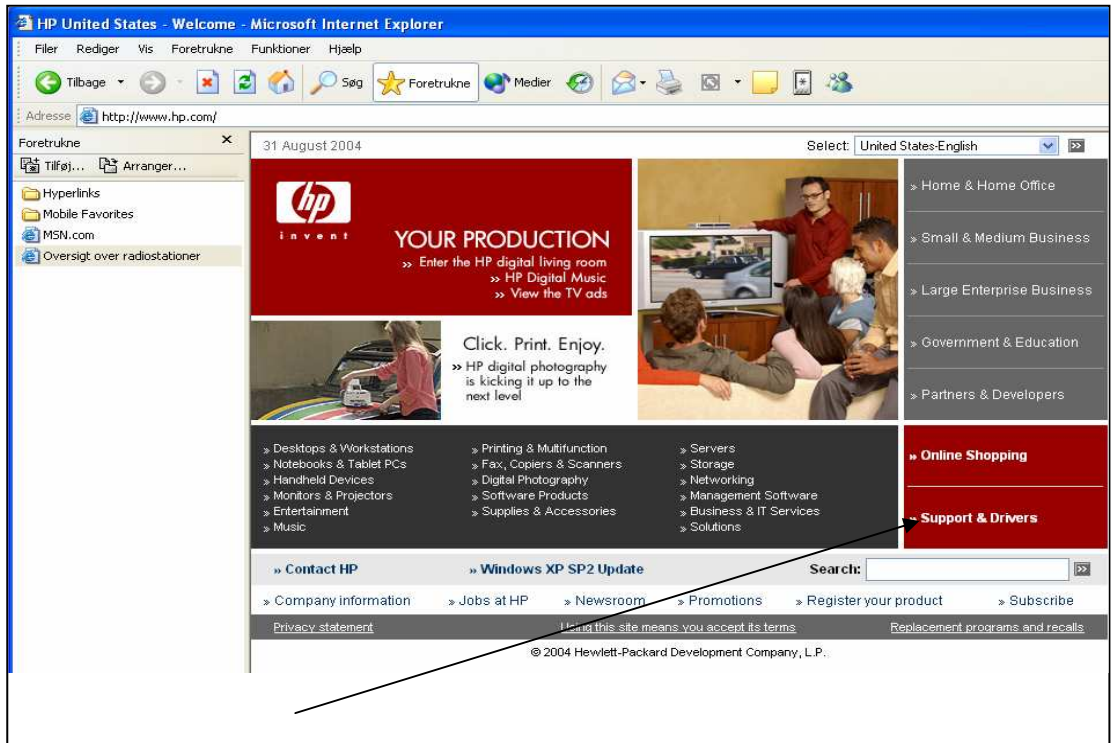 HP United States - Welcome - Microsoft Internet Explorer
Filer Rediger Vis Foretrukne Funktioner Hjælp
Tilbage Søg Foretrukne Medier
Adresse http://www.hp.com/
Foretrukne
Tilføj... Arranger...
Hyperlinks
Mobile Favorites
MSN.com
Oversigt over radiostationer
31 August 2004
Select: United States-English
hp
invent
YOUR PRODUCTION
» Enter the HP digital living room
» HP Digital Music
» View the TV ads
Click. Print. Enjoy.
» HP digital photography
is kicking it up to the
next level
» Home & Home Office
» Small & Medium Business
» Large Enterprise Business
» Government & Education
» Partners & Developers
» Desktops & Workstations
» Notebooks & Tablet PCs
» Handheld Devices
» Monitors & Projectors
» Entertainment
» Music
» Printing & Multifunction
» Fax, Copiers & Scanners
» Digital Photography
» Software Products
» Supplies & Accessories
» Servers
» Storage
» Networking
» Management Software
» Business & IT Services
» Solutions
» Online Shopping
» Support & Drivers
» Contact HP » Windows XP SP2 Update Search: »
» Company information » Jobs at HP » Newsroom » Promotions » Register your product » Subscribe
Privacy statement Using this site means you accept its terms Replacement programs and recalls
© 2004 Hewlett-Packard Development Company, L.P.